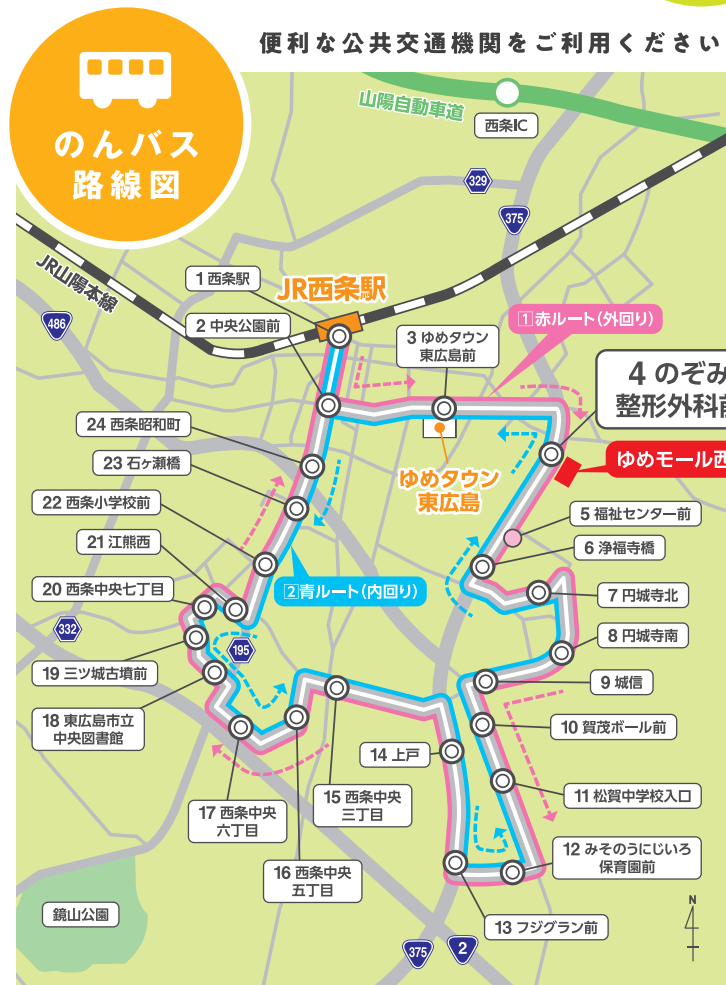 便利な公共交通機関をご利用ください
のんバス
路線図
山陽自動車道
西条IC
329
375
JR山陽本線
486
1 西条駅
JR西条駅
2 中央公園前
①赤ルート(外回り)
3 ゆめタウン
東広島前
4 のぞみ
整形外科前
ゆめモール西
ゆめタウン
東広島
24 西条昭和町
23 石ヶ瀬橋
22 西条小学校前
21 江熊西
20 西条中央七丁目
332
195
19 三ツ城古墳前
18 東広島市立
中央図書館
②青ルート(内回り)
5 福祉センター前
6 浄福寺橋
7 円城寺北
8 円城寺南
9 城信
10 賀茂ボール前
11 松賀中学校入口
12 みそのうにじいろ
保育園前
13 フジグラン前
14 上戸
15 西条中央
三丁目
16 西条中央
五丁目
17 西条中央
六丁目
鏡山公園
375
2
N